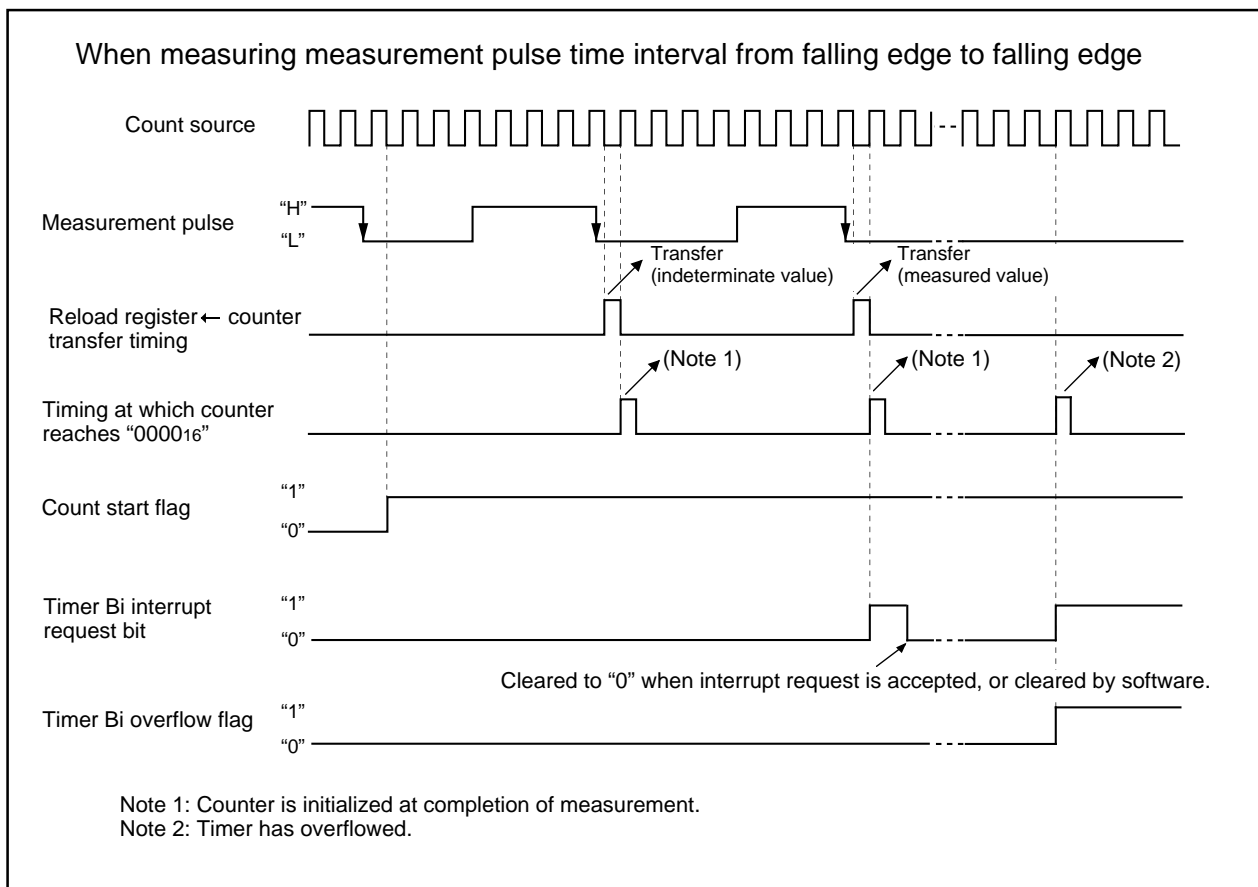 When measuring measurement pulse time interval from falling edge to falling edge
Count source
Measurement pulse
“H”
“L”
Transfer
(indeterminate value)
Transfer
(measured value)
Reload register ← counter
transfer timing
(Note 1)
(Note 1)
(Note 2)
Timing at which counter
reaches “000016”
Count start flag
“1”
“0”
Timer Bi interrupt
request bit
“1”
“0”
Cleared to “0” when interrupt request is accepted, or cleared by software.
Timer Bi overflow flag
“1”
“0”
Note 1: Counter is initialized at completion of measurement.
Note 2: Timer has overflowed.